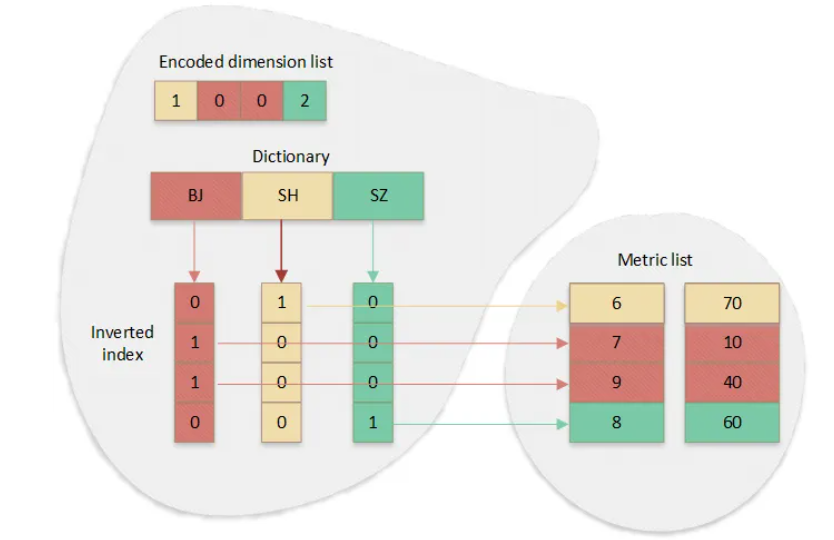 Encoded dimension list
1 0 0 2
Dictionary
BJ SH SZ
Metric list
0 1 0 6 70
Inverted
index
1 0 0 7 10
1 0 0 9 40
0 0 1 8 60